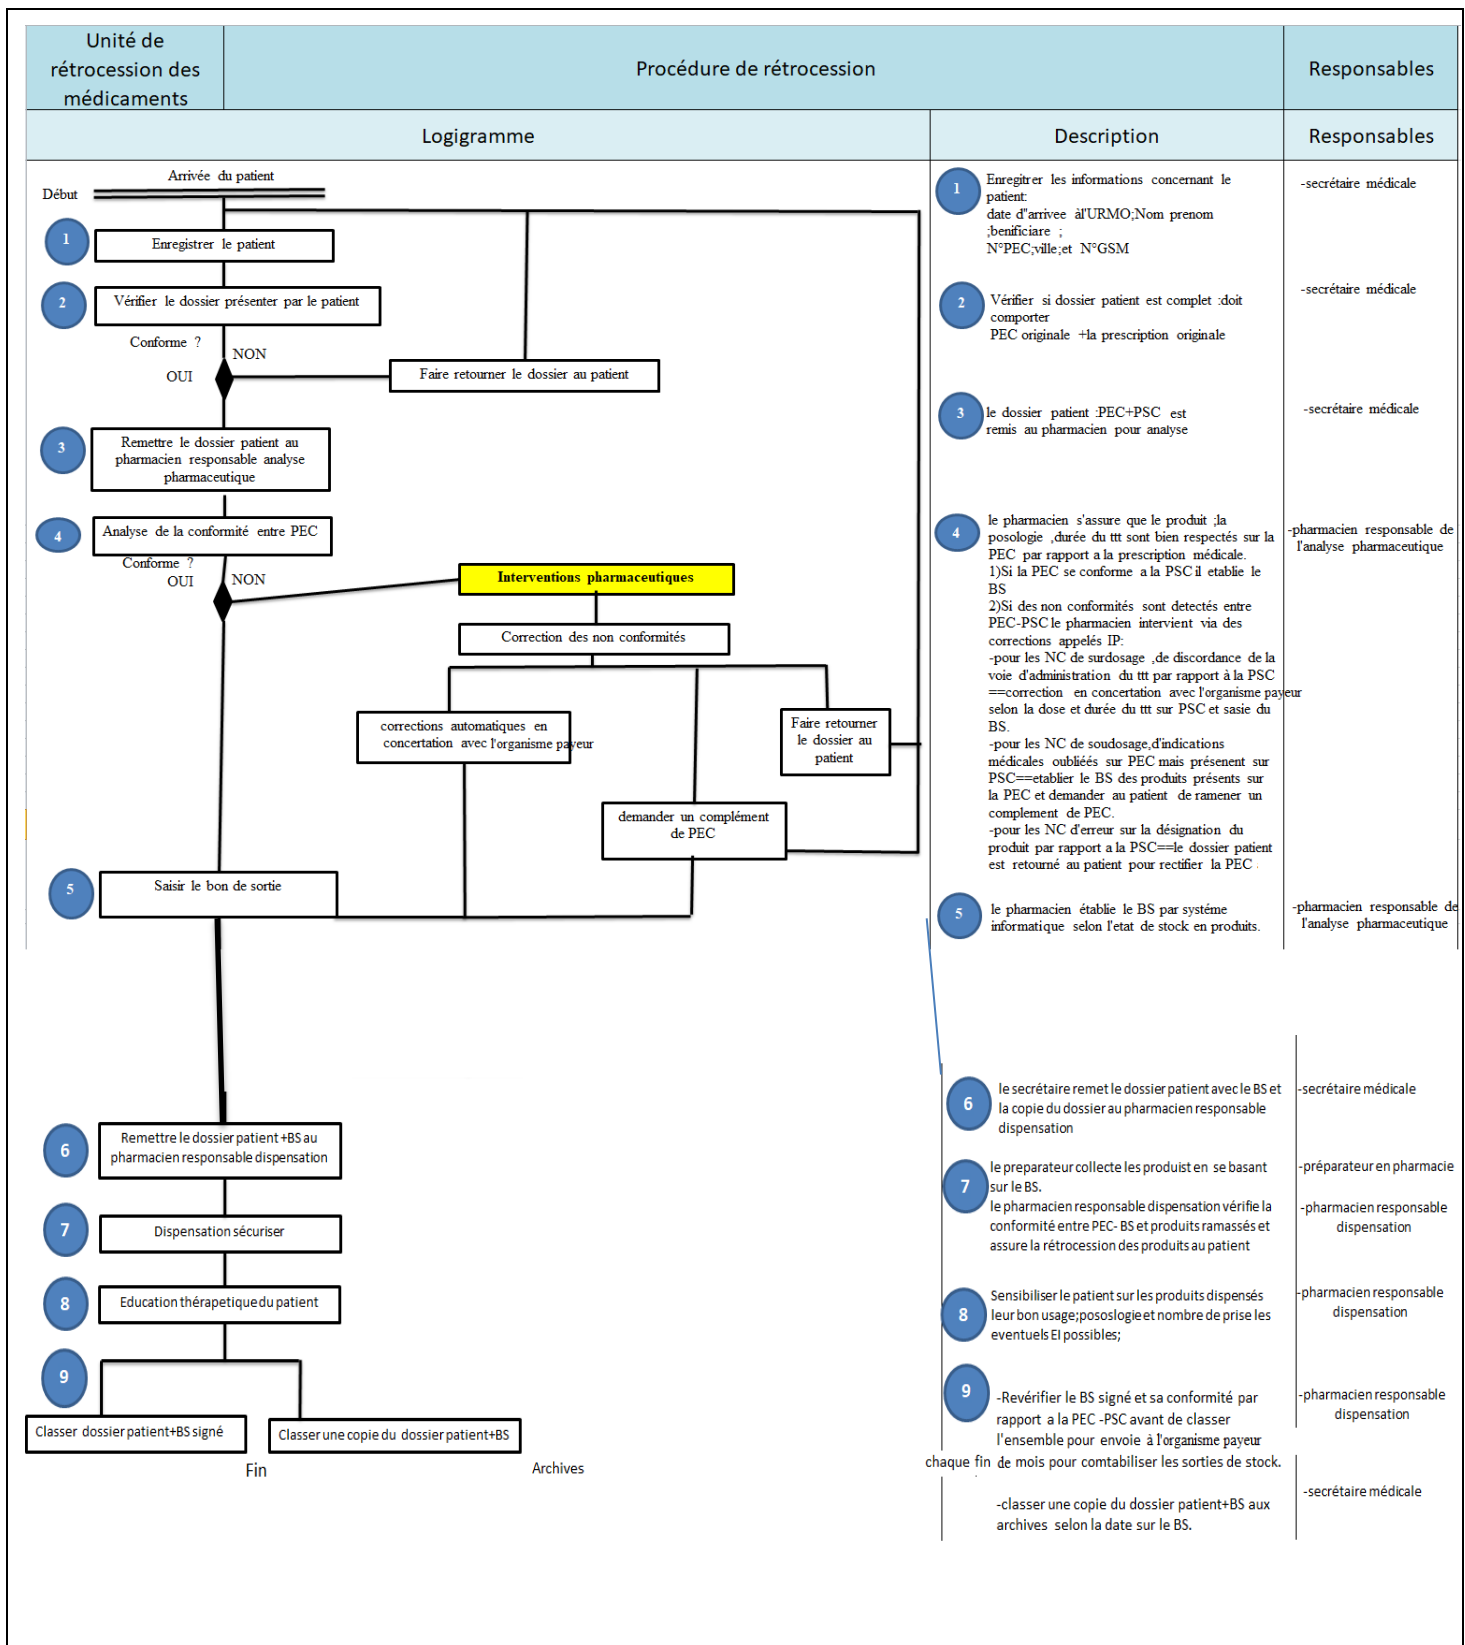 Unité de
rétrocession des
médicaments
Procédure de rétrocession
Responsables
Logigramme
Description
Responsables
Arrivée du patient
Début
1
Enregistrer le patient
2
Vérifier le dossier présenter par le patient
Conforme ?
NON
OUI
Faire retourner le dossier au patient
3
Remettre le dossier patient au
pharmacien responsable analyse
pharmaceutique
4
Analyse de la conformité entre PEC
Conforme ?
OUI
NON
Interventions pharmaceutiques
Correction des non conformités
corrections automatiques en
concertation avec l'organisme payeur
Faire retourner
le dossier au
patient
demander un complément
de PEC
5
Saisir le bon de sortie
6
Remettre le dossier patient +BS au
pharmacien responsable dispensation
7
Dispensation sécuriser
8
Education thérapetique du patient
9
Classer dossier patient+BS signé
Classer une copie du dossier patient+BS
Fin
Archives
1
Enregitrer les informations concernant le
patient:
date d"arrivee àl'URMO;Nom prenom
;benificiare ;
N°PEC;ville;et N°GSM
-secrétaire médicale
2
Vérifier si dossier patient est complet :doit
comporter
PEC originale +la prescription originale
-secrétaire médicale
3
le dossier patient :PEC+PSC est
remis au pharmacien pour analyse
-secrétaire médicale
4
le pharmacien s'assure que le produit ;la
posologie ,durée du ttt sont bien respectés sur la
PEC par rapport a la prescription médicale.
1)Si la PEC se conforme a la PSC il etablie le
BS
2)Si des non conformités sont detectés entre
PEC-PSC le pharmacien intervient via des
corrections appelés IP:
-pour les NC de surdosage ,de discordance de la
voie d'administration du ttt par rapport à la PSC
==correction en concertation avec l'organisme payeur
selon la dose et durée du ttt sur PSC et sasie du
BS.
-pour les NC de soudosage,d'indications
médicales oubliéés sur PEC mais présenent sur
PSC==etablier le BS des produits présents sur
la PEC et demander au patient de ramener un
complement de PEC.
-pour les NC d'erreur sur la désignation du
produit par rapport a la PSC==le dossier patient
est retourné au patient pour rectifier la PEC .
-pharmacien responsable de
l'analyse pharmaceutique
5
le pharmacien établie le BS par systéme
informatique selon l'etat de stock en produits.
-pharmacien responsable de
l'analyse pharmaceutique
6
le secrétaire remet le dossier patient avec le BS et
la copie du dossier au pharmacien responsable
dispensation
-secrétaire médicale
7
le preparateur collecte les produist en se basant
sur le BS.
le pharmacien responsable dispensation vérifie la
conformité entre PEC- BS et produits ramassés et
assure la rétrocession des produits au patient
-préparateur en pharmacie
-pharmacien responsable
dispensation
8
Sensibiliser le patient sur les produits dispensés
leur bon usage;pososlogie et nombre de prise les
eventuels EI possibles;
-pharmacien responsable
dispensation
9
-Revérifier le BS signé et sa conformité par
rapport a la PEC -PSC avant de classer
l'ensemble pour envoie à l'organisme payeur
chaque fin de mois pour comtabiliser les sorties de stock.
-pharmacien responsable
dispensation
-classer une copie du dossier patient+BS aux
archives selon la date sur le BS.
-secrétaire médicale